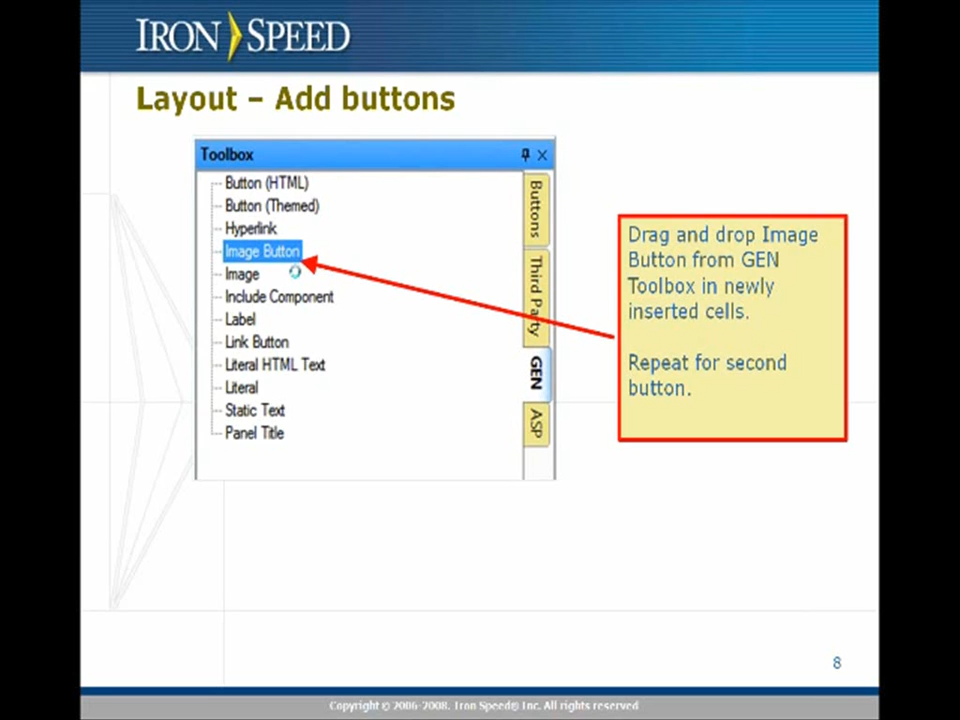 IRON SPEED
Layout – Add buttons
Toolbox
Button (HTML)
Button (Themed)
Hyperlink
Image Button
Image
Include Component
Label
Link Button
Literal HTML Text
Literal
Static Text
Panel Title
Buttons
Third Party
GEN
ASP
Drag and drop Image
Button from GEN
Toolbox in newly
inserted cells.
Repeat for second
button.
8
Copyright © 2006-2008. Iron Speed® Inc. All rights reserved